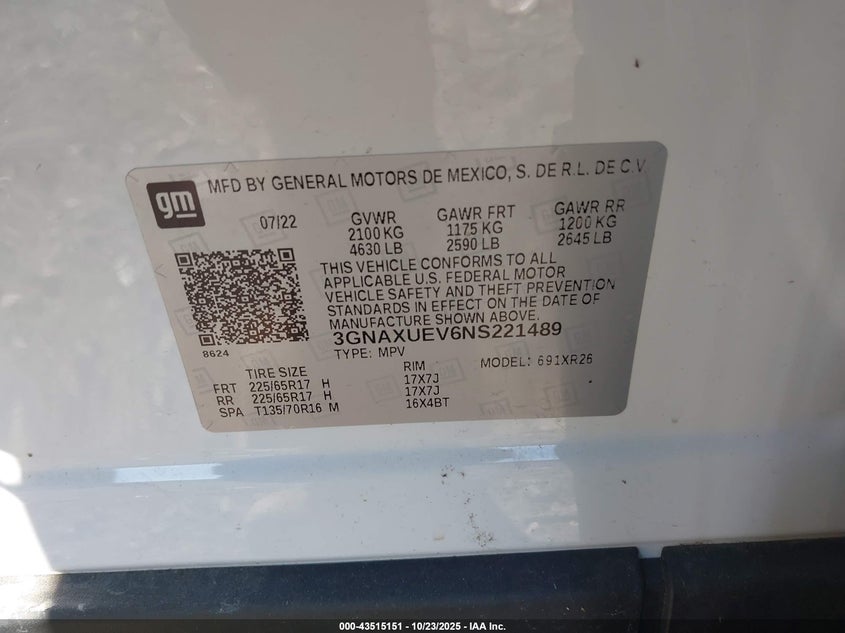 gm
MFD BY GENERAL MOTORS DE MEXICO, S. DE R.L. DE C.V.
07/22 GVWR GAWR FRT GAWR RR
2100 KG 1175 KG 1200 KG
4630 LB 2590 LB 2645 LB
THIS VEHICLE CONFORMS TO ALL
APPLICABLE U.S. FEDERAL MOTOR
VEHICLE SAFETY AND THEFT PREVENTION
STANDARDS IN EFFECT ON THE DATE OF
MANUFACTURE SHOWN ABOVE.
3GNAXUEV6NS221489
8624
TYPE: MPV MODEL: 691XR26
TIRE SIZE RIM
FRT 225/65R17 H 17X7J
RR 225/65R17 H 17X7J
SPA T135/70R16 M 16X4BT
000-43515151 | 10/23/2025 - IAA Inc.